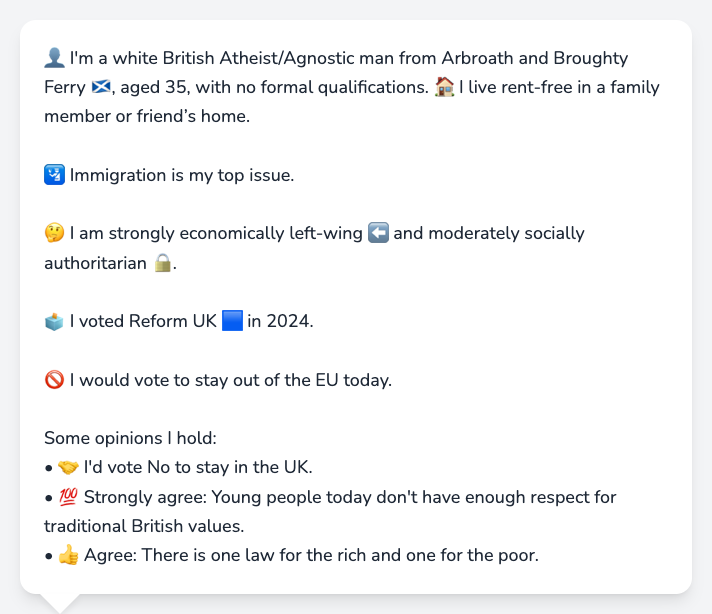 👤 I'm a white British Atheist/Agnostic man from Arbroath and Broughty
Ferry 🏴󠁧󠁢󠁳󠁣󠁴󠁿, aged 35, with no formal qualifications. 🏠 I live rent-free in a family
member or friend’s home.
🛂 Immigration is my top issue.
🤔 I am strongly economically left-wing ⬅️ and moderately socially
authoritarian 🔒.
🗳️ I voted Reform UK 🟦 in 2024.
🚫 I would vote to stay out of the EU today.
Some opinions I hold:
• 🤝 I'd vote No to stay in the UK.
• 💯 Strongly agree: Young people today don't have enough respect for
traditional British values.
• 👍 Agree: There is one law for the rich and one for the poor.